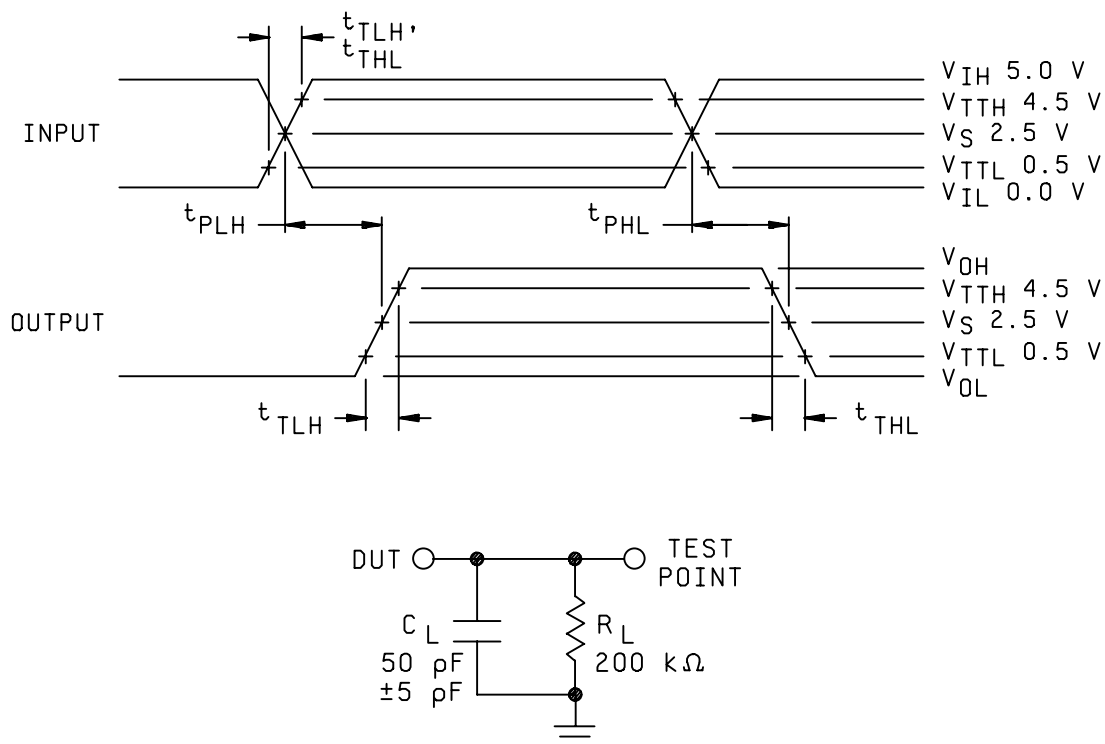 tTLH,
tTHL
INPUT
VIH 5.0 V
VTTH 4.5 V
VS 2.5 V
VTTL 0.5 V
VIL 0.0 V
tPLH
tPHL
OUTPUT
VOH
VTTH 4.5 V
VS 2.5 V
VTTL 0.5 V
VOL
tTLH
tTHL
DUT
TEST
POINT
CL
50 pF
±5 pF
RL
200 kΩ